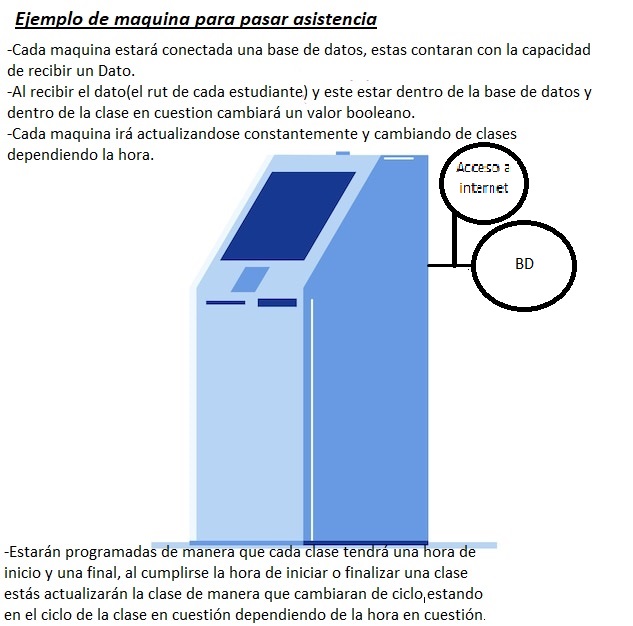 Ejemplo de maquina para pasar asistencia
-Cada maquina estará conectada una base de datos, estas contaran con la capacidad
de recibir un Dato.
-Al recibir el dato(el rut de cada estudiante) y este estar dentro de la base de datos y
dentro de la clase en cuestion cambiará un valor booleano.
-Cada maquina irá actualizandose constantemente y cambiando de clases
dependiendo la hora.
Acceso a
internet
BD
-Estarán programadas de manera que cada clase tendrá una hora de
inicio y una final, al cumplirse la hora de iniciar o finalizar una clase
estás actualizarán la clase de manera que cambiaran de ciclo,estando
en el ciclo de la clase en cuestión dependiendo de la hora en cuestión.